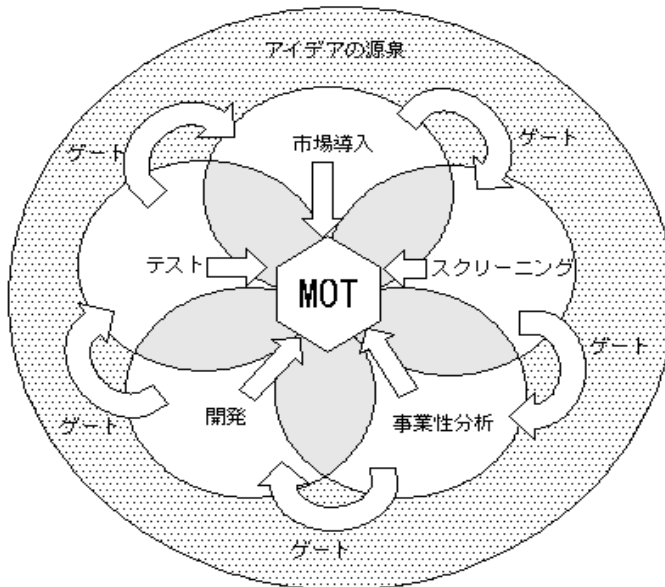 アイデアの源泉
ゲート
市場導入
ゲート
テスト
スクリーニング
MOT
ゲート
ゲート
開発
事業性分析
ゲート